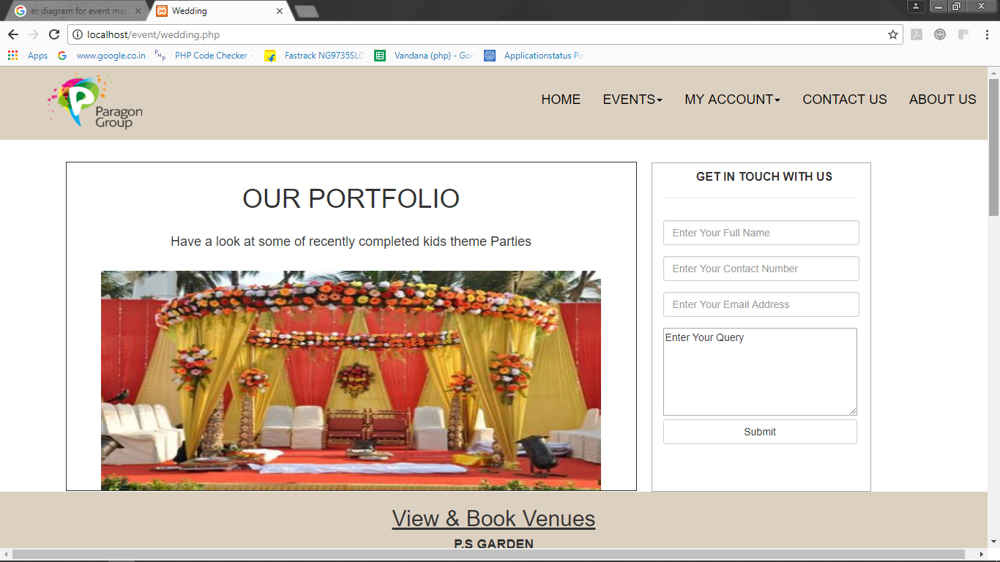 er diagram for event man
Wedding
localhost/event/wedding.php
Apps www.google.co.in PHP PHP Code Checker - Fastrack NG9735SL0 Vandana (php) - Goo Applicationstatus Pu
Paragon
Group
HOME EVENTS MY ACCOUNT CONTACT US ABOUT US
OUR PORTFOLIO
Have a look at some of recently completed kids theme Parties
GET IN TOUCH WITH US
Enter Your Full Name
Enter Your Contact Number
Enter Your Email Address
Enter Your Query
Submit
View & Book Venues
P.S GARDEN